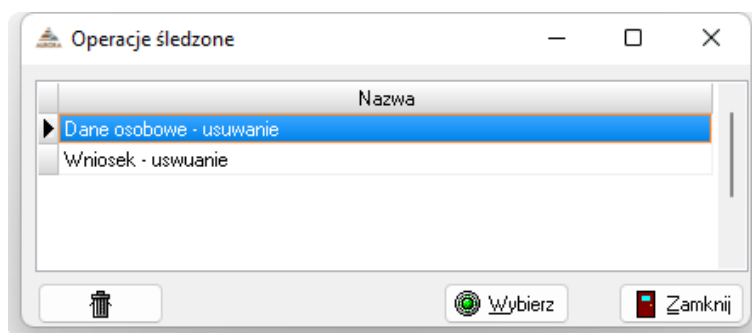 Operacje śledzone
Nazwa
Dane osobowe - usuwanie
Wniosek - uswuanie
Wybierz
Zamknij